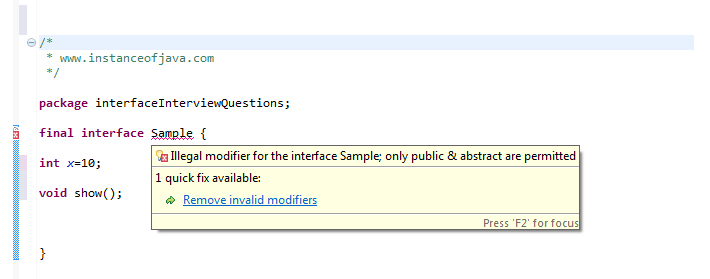 /*
* www.instanceofjava.com
*/
package interfaceInterviewQuestions;
final interface Sample {
Illegal modifier for the interface Sample; only public & abstract are permitted
int x=10;
1 quick fix available:
void show();
Remove invalid modifiers
Press 'F2' for focus
}